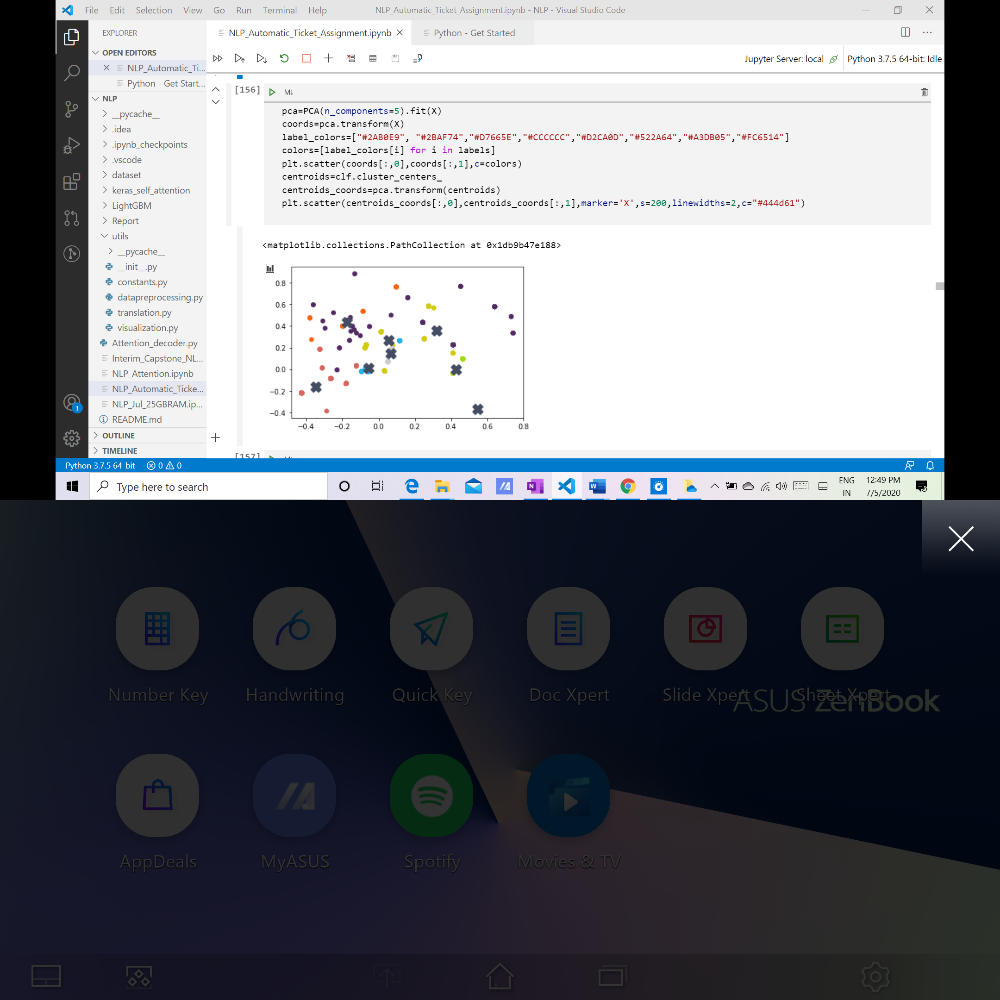 File Edit Selection View Go Run Terminal Help NLP_Automatic_Ticket_Assignment.ipynb - NLP - Visual Studio Code
EXPLORER
OPEN EDITORS
NLP_Automatic_Ti...
Python - Get Start...
NLP
__pycache__
.idea
.ipynb_checkpoints
.vscode
dataset
keras_self_attention
LightGBM
Report
utils
__pycache__
__init__.py
constants.py
datapreprocessing.py
translation.py
visualization.py
Attention_decoder.py
Interim_Capstone_NL...
NLP_Attention.ipynb
NLP_Automatic_Ticke...
NLP_Jul_25GBRAM.ip...
README.md
OUTLINE
TIMELINE
1
NLP_Automatic_Ticket_Assignment.ipynb
Python - Get Started
Jupyter Server: local
Python 3.7.5 64-bit: Idle
[156]
M↓
pca=PCA(n_components=5).fit(X)
coords=pca.transform(X)
label_colors=["#2AB0E9", "#2BAF74","#D7665E","#CCCCCC","#D2CA0D","#522A64","#A3DB05","#FC6514"]
colors=[label_colors[i] for i in labels]
plt.scatter(coords[:,0],coords[:,1],c=colors)
centroids=clf.cluster_centers_
centroids_coords=pca.transform(centroids)
plt.scatter(centroids_coords[:,0],centroids_coords[:,1],marker='X',s=200,linewidths=2,c="#444d61")
<matplotlib.collections.PathCollection at 0x1db9b47e188>
0.8
0.6
0.4
0.2
0.0
−0.2
−0.4
−0.4 −0.2 0.0 0.2 0.4 0.6 0.8
[157]
M↓
Python 3.7.5 64-bit 0 0
Type here to search
ENG
IN
12:49 PM
7/5/2020
Number Key Handwriting Quick Key Doc Xpert Slide Xpert Sheet Xpert
ASUS ZenBook
AppDeals MyASUS Spotify Movies & TV